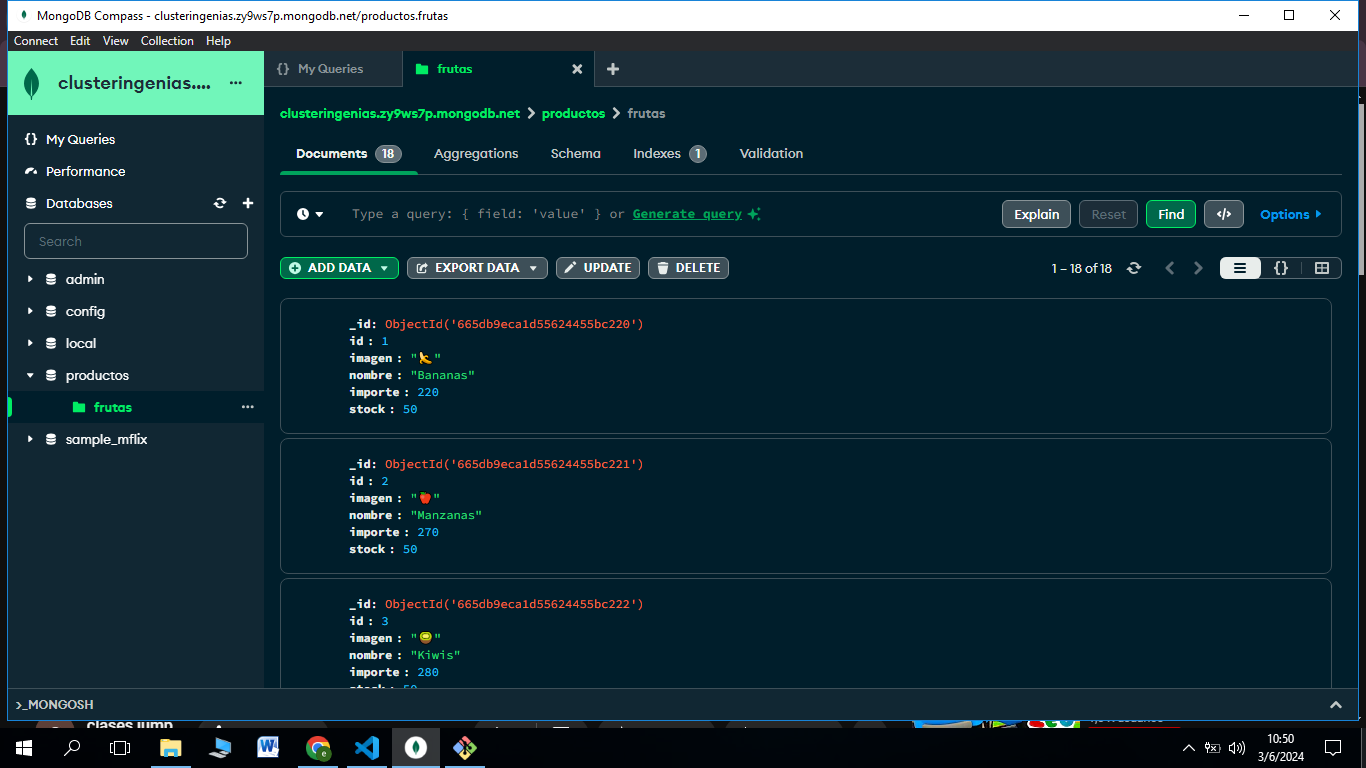 MongoDB Compass - clusteringenias.zy9ws7p.mongodb.net/productos.frutas
Connect Edit View Collection Help
clusteringenias.... ···
My Queries
Performance
Databases
Search
admin
config
local
productos
frutas ···
sample_mflix
{} My Queries
frutas
clusteringenias.zy9ws7p.mongodb.net > productos > frutas
Documents 18 Aggregations Schema Indexes 1 Validation
Type a query: { field: 'value' } or Generate query
Explain Reset Find </> Options
ADD DATA EXPORT DATA UPDATE DELETE
1 – 18 of 18 {}
_id: ObjectId('665db9eca1d55624455bc220')
id : 1
imagen : "🍌"
nombre : "Bananas"
importe : 220
stock : 50
_id: ObjectId('665db9eca1d55624455bc221')
id : 2
imagen : "🍎"
nombre : "Manzanas"
importe : 270
stock : 50
_id: ObjectId('665db9eca1d55624455bc222')
id : 3
imagen : "🥝"
nombre : "Kiwis"
importe : 280
stock : 50
>_MONGOSH
clases jump
10:50
3/6/2024